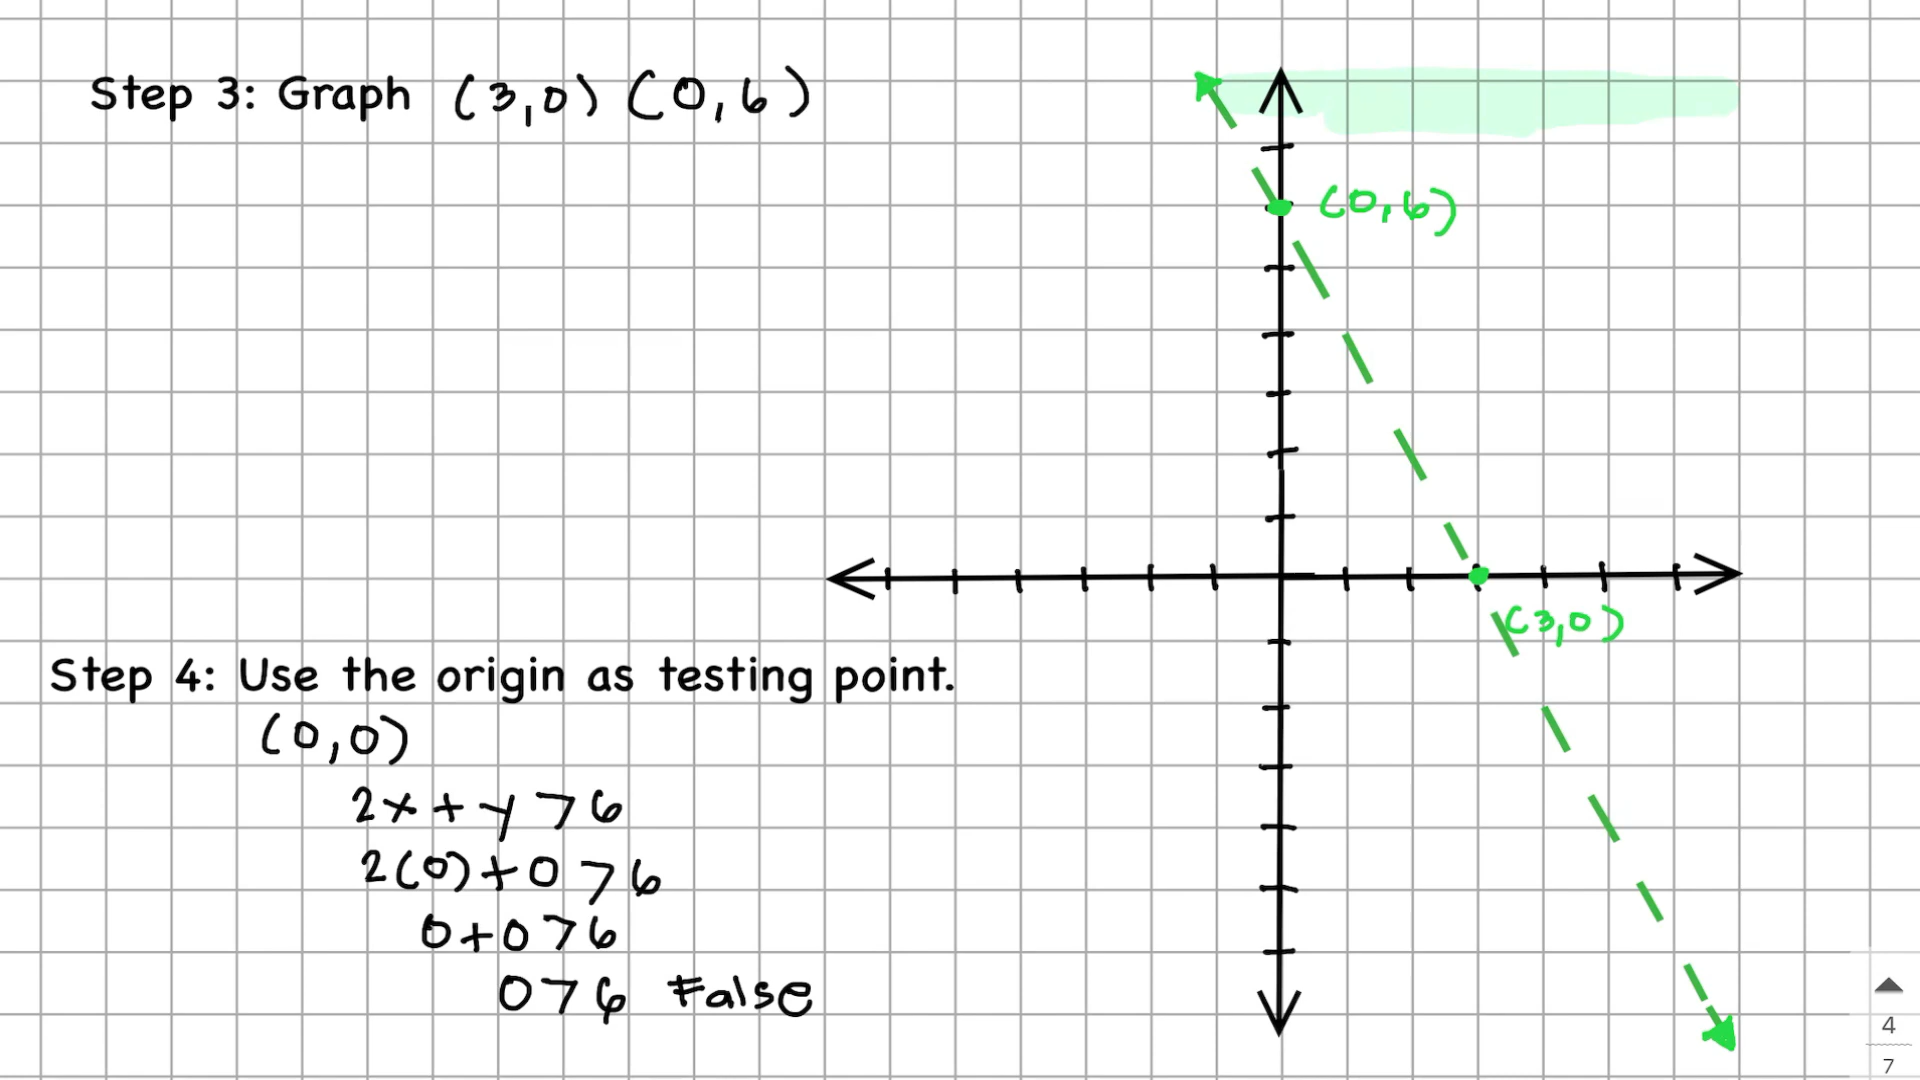 Step 3: Graph (3,0) (0,6)
(0,6)
(3,0)
Step 4: Use the origin as testing point.
(0,0)
2x + y > 6
2(0) + 0 > 6
0 + 0 > 6
0 > 6 False
4
7